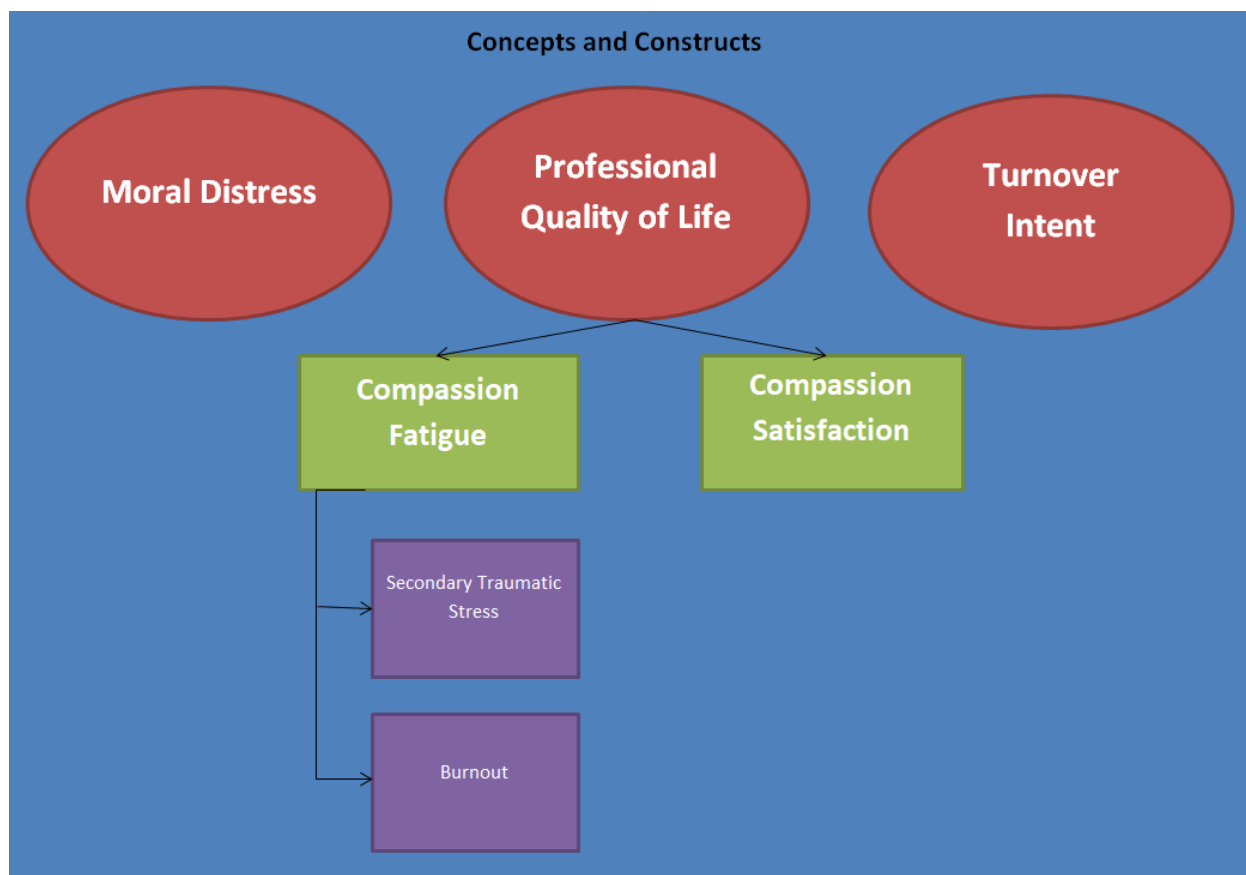 Concepts and Constructs
Moral Distress
Professional
Quality of Life
Turnover
Intent
Compassion
Fatigue
Compassion
Satisfaction
Secondary Traumatic
Stress
Burnout